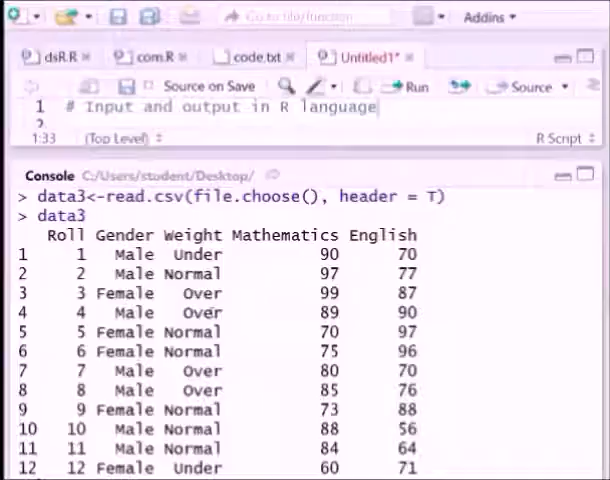 Go to file/function
Addins
dsR.R com.R code.txt Untitled1*
Source on Save Run Source
1 # Input and output in R language
2
1:33 (Top Level) R Script
Console C:/Users/student/Desktop/
> data3<-read.csv(file.choose(), header = T)
> data3
Roll Gender Weight Mathematics English
1 1 Male Under 90 70
2 2 Male Normal 97 77
3 3 Female Over 99 87
4 4 Male Over 89 90
5 5 Female Normal 70 97
6 6 Female Normal 75 96
7 7 Male Over 80 70
8 8 Male Over 85 76
9 9 Female Normal 73 88
10 10 Male Normal 88 56
11 11 Male Normal 84 64
12 12 Female Under 60 71